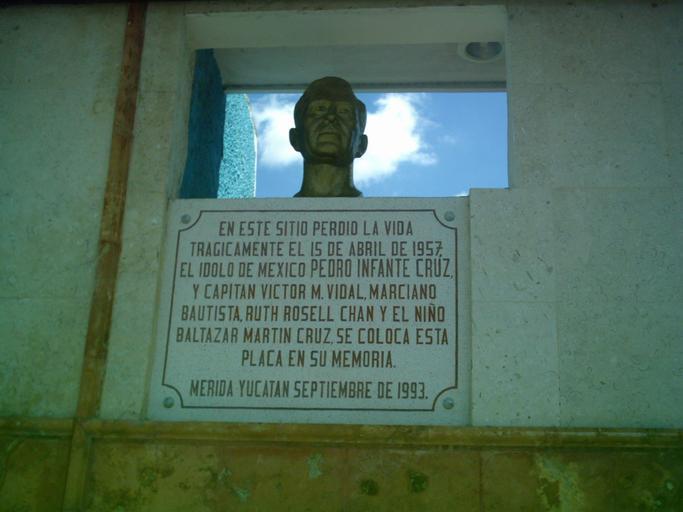 EN ESTE SITIO PERDIO LA VIDA
TRAGICAMENTE EL 15 DE ABRIL DE 1957,
EL IDOLO DE MEXICO PEDRO INFANTE CRUZ,
Y CAPITAN VICTOR M. VIDAL, MARCIANO
BAUTISTA, RUTH ROSELL CHAN Y EL NIÑO
BALTAZAR MARTIN CRUZ, SE COLOCA ESTA
PLACA EN SU MEMORIA.
MERIDA YUCATAN SEPTIEMBRE DE 1993.